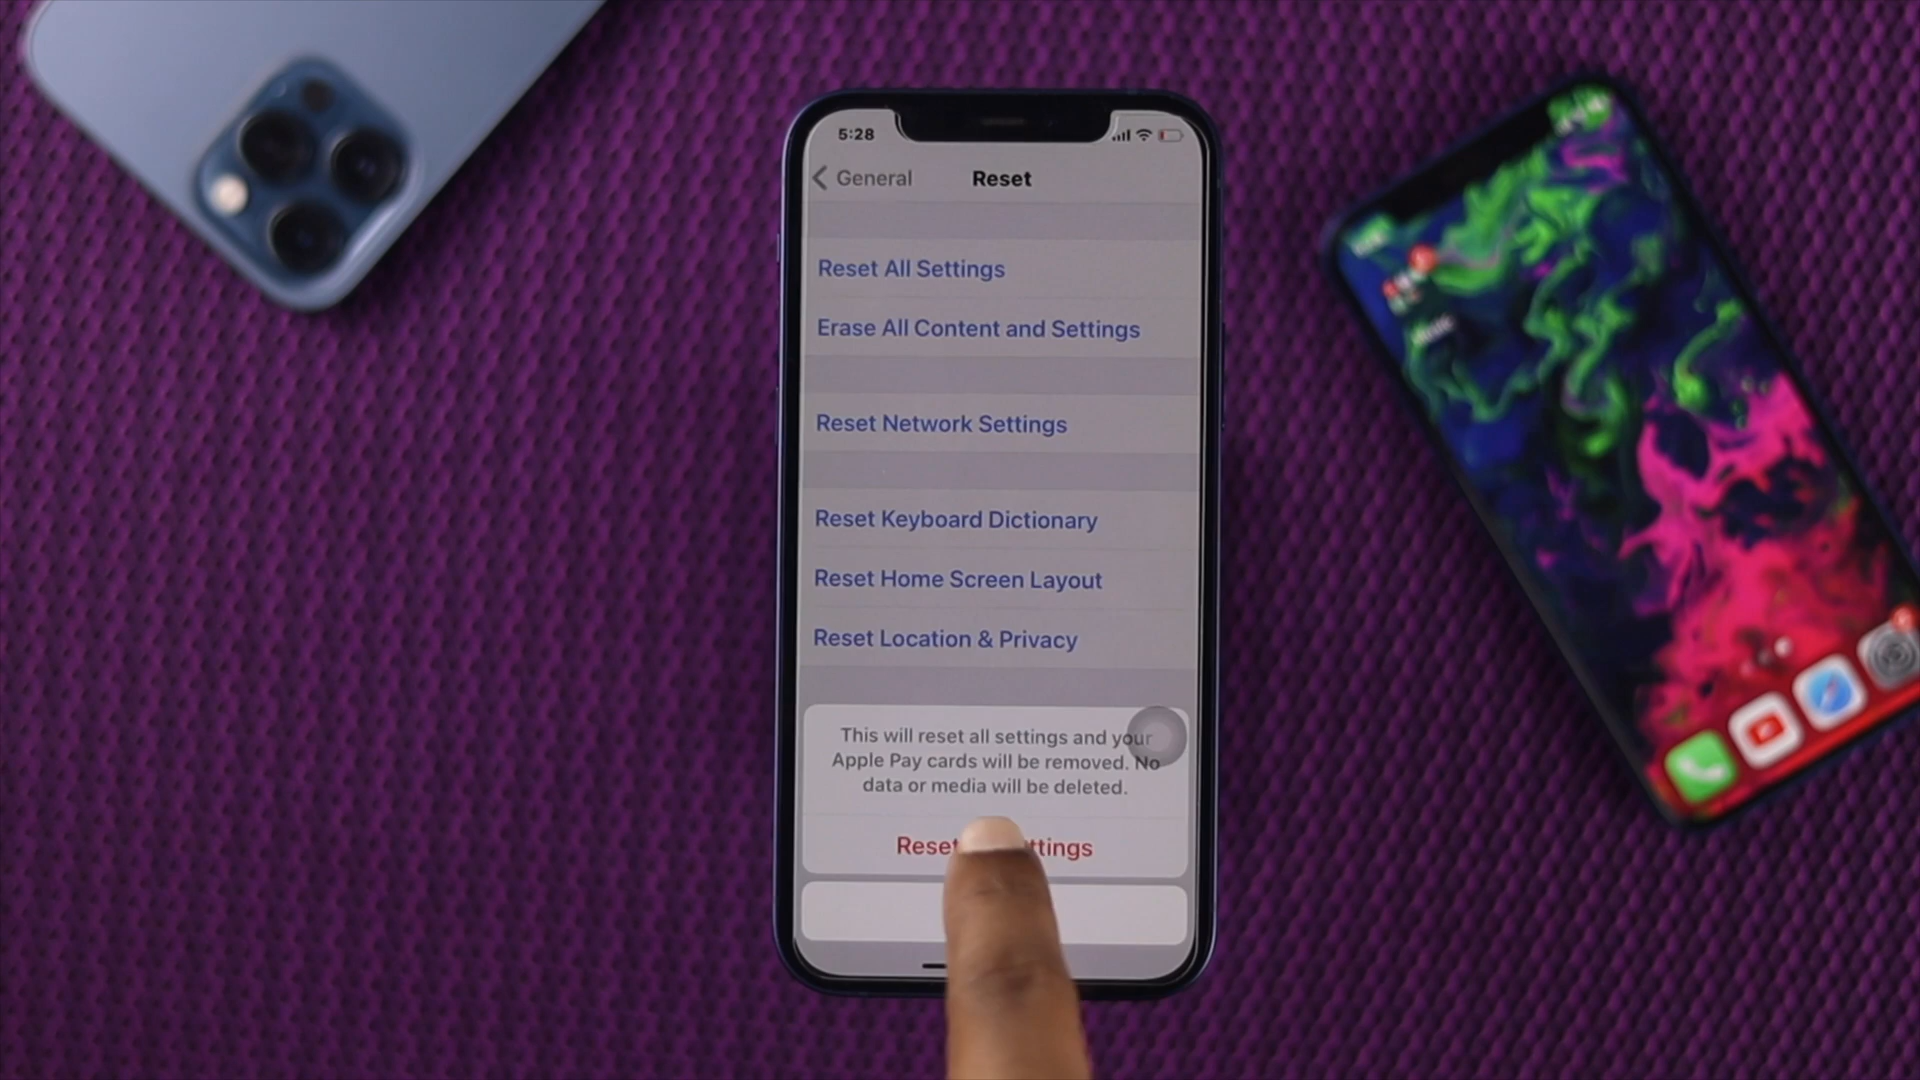 5:28
General
Reset
Reset All Settings
Erase All Content and Settings
Reset Network Settings
Reset Keyboard Dictionary
Reset Home Screen Layout
Reset Location & Privacy
This will reset all settings and your
Apple Pay cards will be removed. No
data or media will be deleted.
Reset ttings